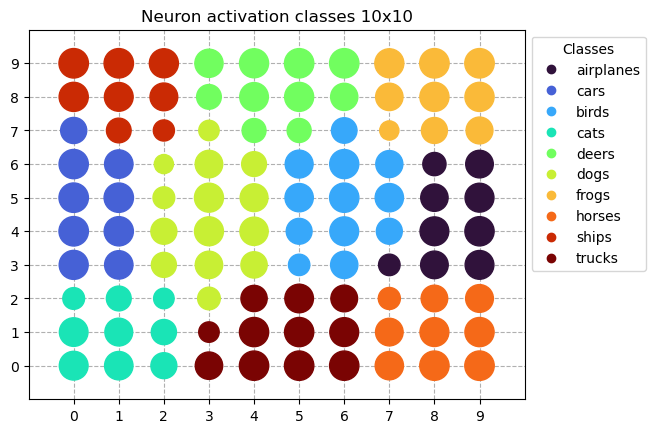 Neuron activation classes 10x10
9
8
7
6
5
4
3
2
1
0
0 1 2 3 4 5 6 7 8 9
Classes
airplanes
cars
birds
cats
deers
dogs
frogs
horses
ships
trucks